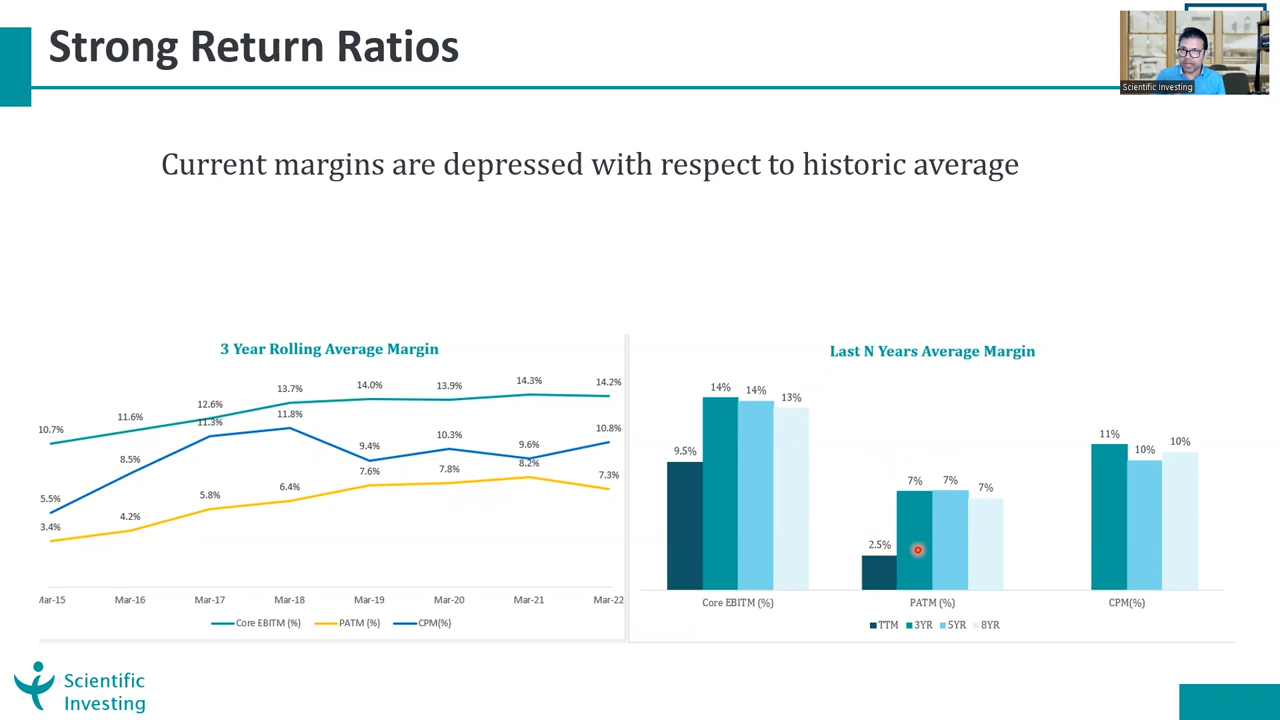 Strong Return Ratios
Scientific Investing
Current margins are depressed with respect to historic average
3 Year Rolling Average Margin
10.7%
11.6%
12.6%
13.7%
14.0%
13.9%
14.3%
14.2%
5.5%
8.5%
11.3%
11.8%
9.4%
10.3%
9.6%
10.8%
3.4%
4.2%
5.8%
6.4%
7.6%
7.8%
8.2%
7.3%
Mar-15 Mar-16 Mar-17 Mar-18 Mar-19 Mar-20 Mar-21 Mar-22
Core EBITM (%) PATM (%) CPM(%)
Last N Years Average Margin
9.5% 14% 14% 13%
2.5% 7% 7% 7%
11% 10% 10%
Core EBITM (%) PATM (%) CPM(%)
TTM 3YR 5YR 8YR
Scientific
Investing